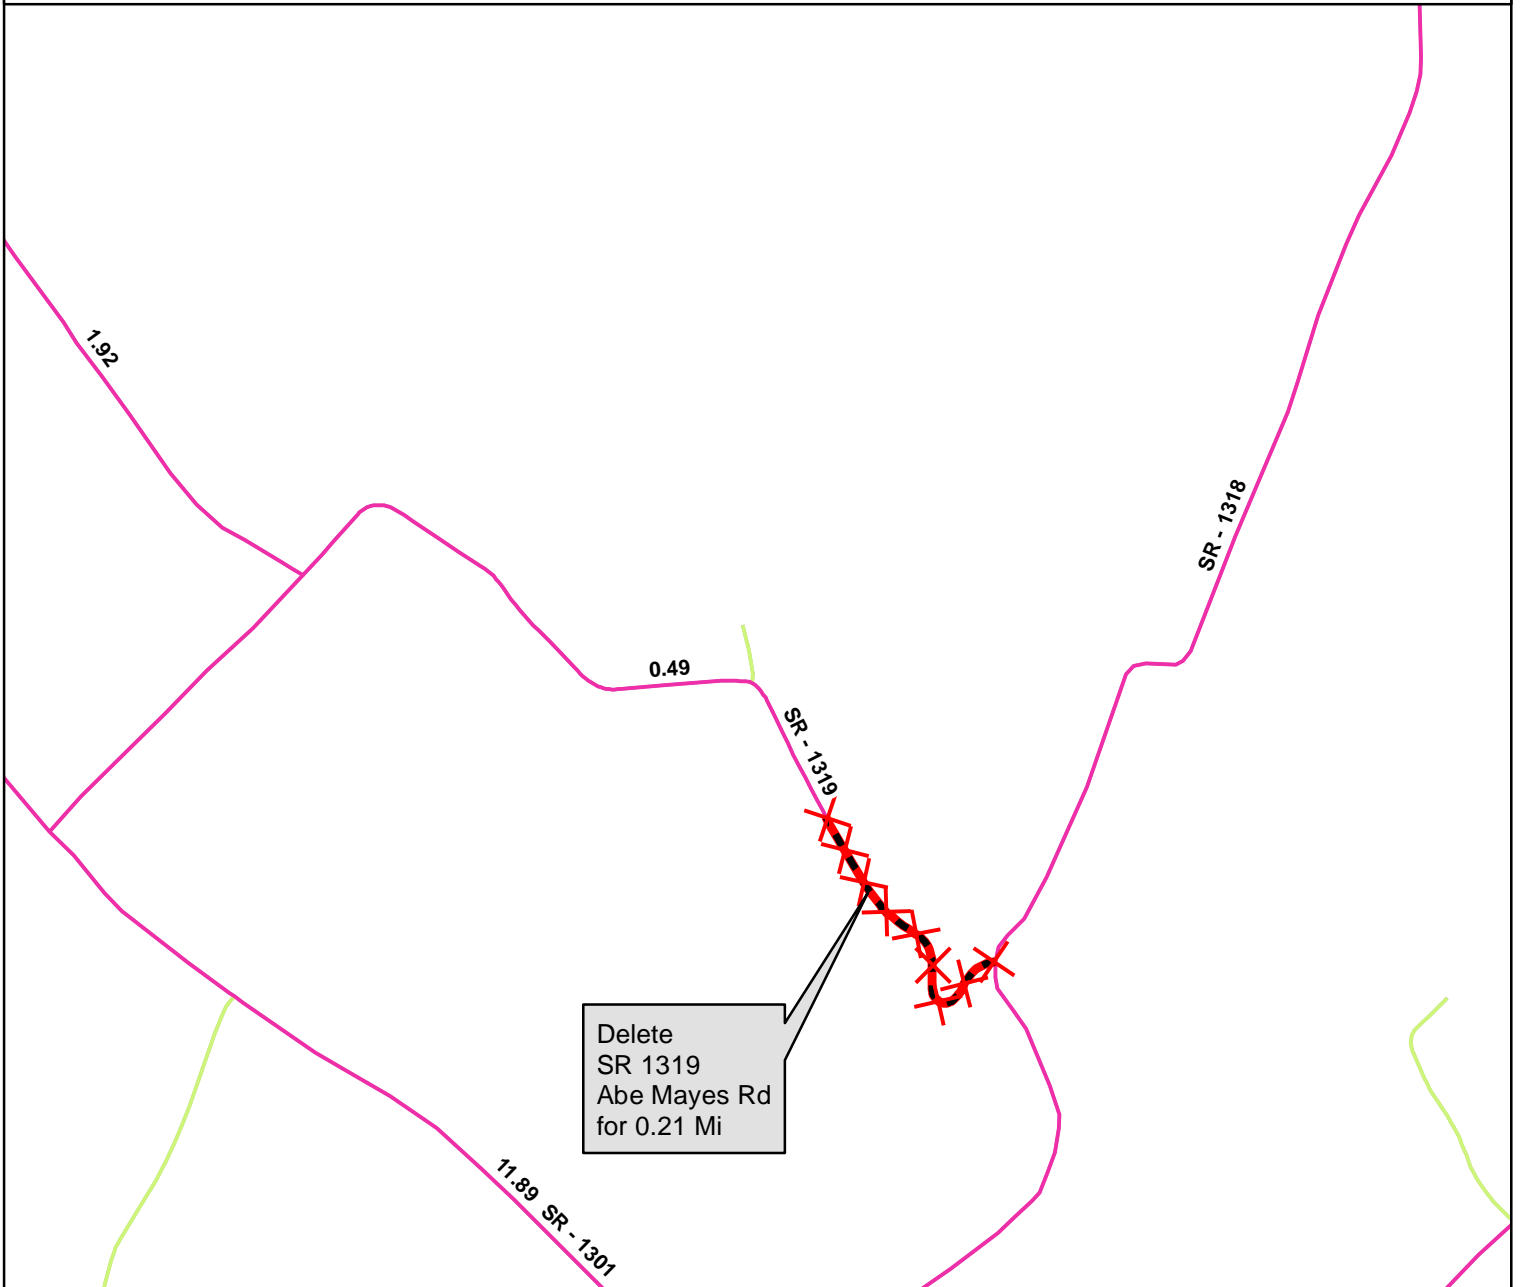 1.92
SR - 1318
0.49
SR - 1319
Delete
SR 1319
Abe Mayes Rd
for 0.21 Mi
11.89 SR - 1301